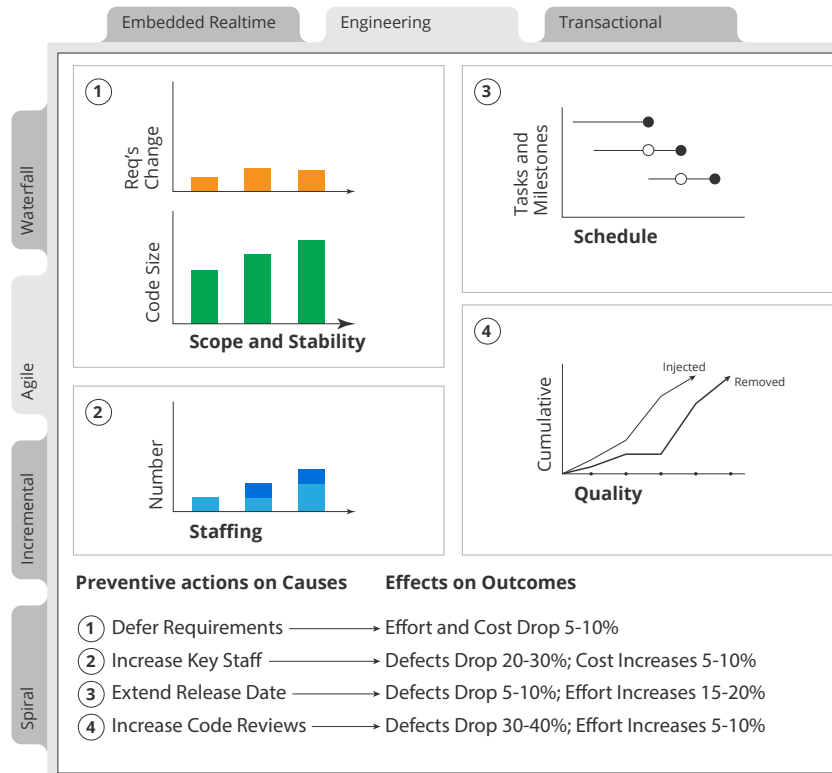 Embedded Realtime
Engineering
Transactional
Waterfall
Agile
Incremental
Spiral
1
Req's
Change
Code Size
Scope and Stability
2
Number
Staffing
3
Tasks and
Milestones
Schedule
4
Cumulative
Injected
Removed
Quality
Preventive actions on Causes
Effects on Outcomes
1 Defer Requirements Effort and Cost Drop 5-10%
2 Increase Key Staff Defects Drop 20-30%; Cost Increases 5-10%
3 Extend Release Date Defects Drop 5-10%; Effort Increases 15-20%
4 Increase Code Reviews Defects Drop 30-40%; Effort Increases 5-10%